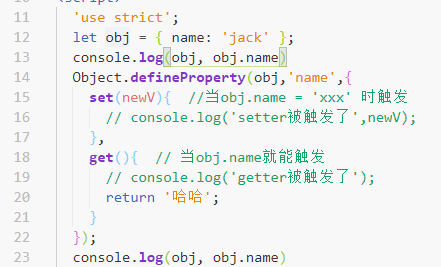 11 'use strict';
12 let obj = { name: 'jack' };
13 console.log(obj, obj.name)
14 Object.defineProperty(obj,'name',{
15 set(newV){ //当obj.name = 'xxx' 时触发
16 // console.log('setter被触发了',newV);
17 },
18 get(){ // 当obj.name就能触发
19 // console.log('getter被触发了');
20 return '哈哈';
21 }
22 });
23 console.log(obj, obj.name)